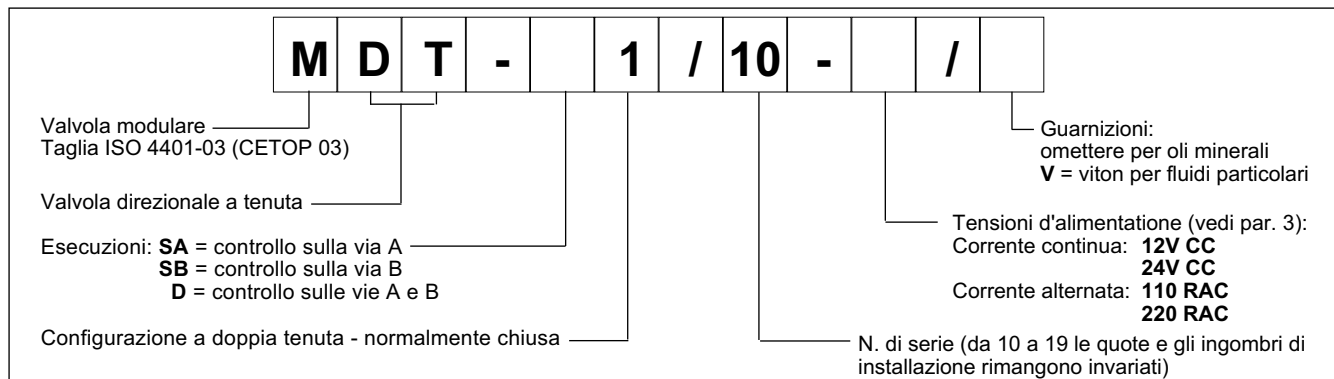 M D T - 1 / 10 - /
Valvola modulare
Taglia ISO 4401-03 (CETOP 03)
Valvola direzionale a tenuta
Esecuzioni: SA = controllo sulla via A
SB = controllo sulla via B
D = controllo sulle vie A e B
Configurazione a doppia tenuta - normalmente chiusa
Guarnizioni:
omettere per oli minerali
V = viton per fluidi particolari
Tensioni d'alimentatione (vedi par. 3):
Corrente continua: 12V CC
24V CC
Corrente alternata: 110 RAC
220 RAC
N. di serie (da 10 a 19 le quote e gli ingombri di
installazione rimangono invariati)